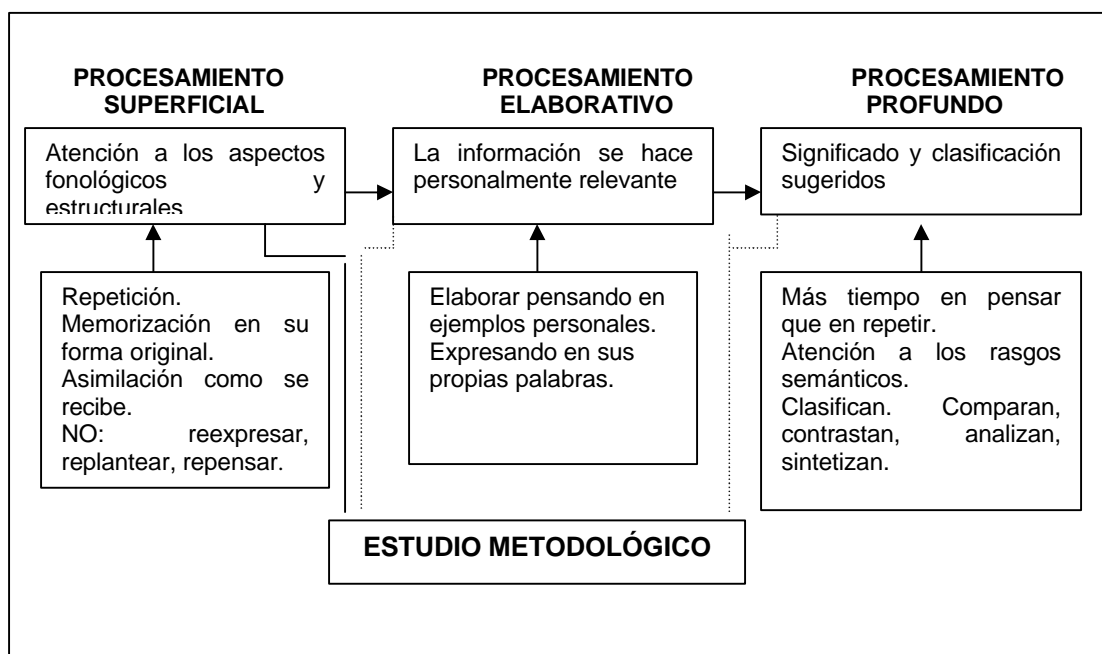 PROCESAMIENTO
SUPERFICIAL
Atención a los aspectos
fonológicos y
estructurales
Repetición.
Memorización en su
forma original.
Asimilación como se
recibe.
NO: reexpresar,
replantear, repensar.
PROCESAMIENTO
ELABORATIVO
La información se hace
personalmente relevante
Elaborar pensando en
ejemplos personales.
Expresando en sus
propias palabras.
PROCESAMIENTO
PROFUNDO
Significado y clasificación
sugeridos
Más tiempo en pensar
que en repetir.
Atención a los rasgos
semánticos.
Clasifican. Comparan,
contrastan, analizan,
sintetizan.
ESTUDIO METODOLÓGICO